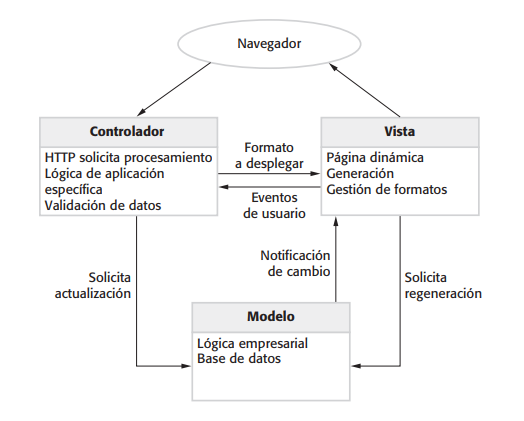 Navegador
Controlador
HTTP solicita procesamiento
Lógica de aplicación
específica
Validación de datos
Formato
a desplegar
Eventos
de usuario
Vista
Página dinámica
Generación
Gestión de formatos
Solicita
actualización
Notificación
de cambio
Solicita
regeneración
Modelo
Lógica empresarial
Base de datos